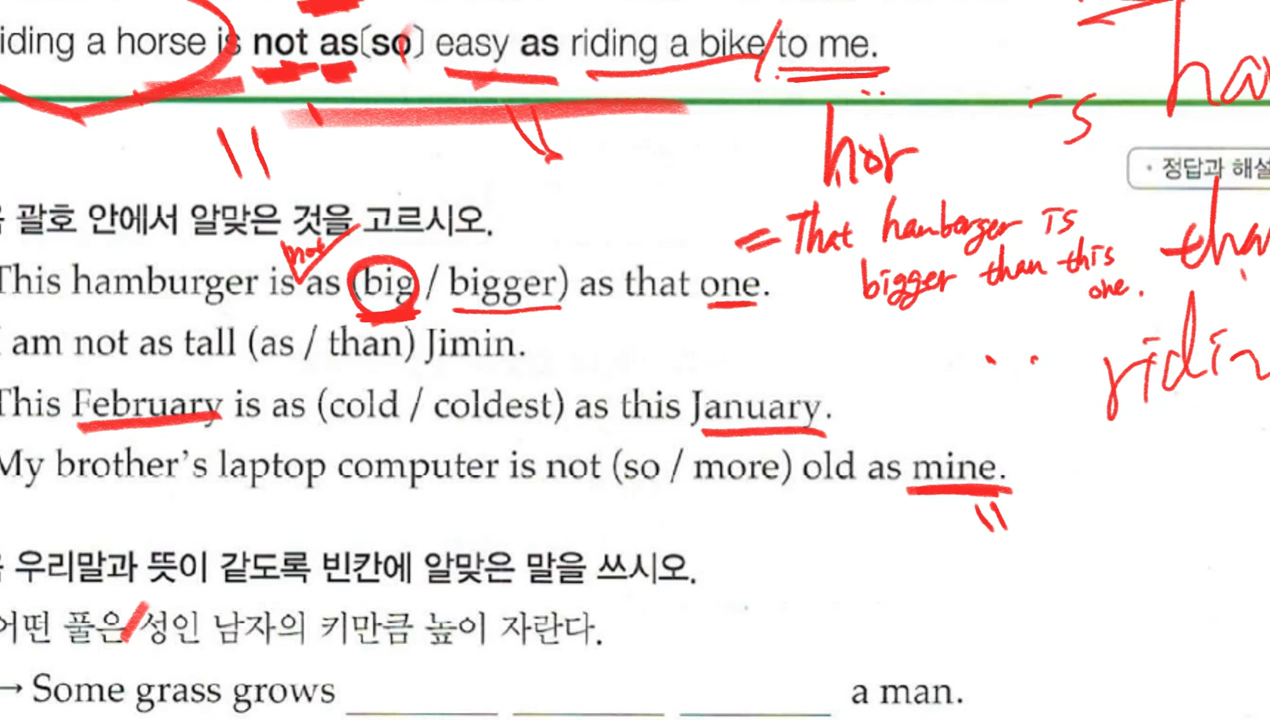 iding a horse is not as(so) easy as riding a bike to me.
hor
-s
정답과 해설
괄호 안에서 알맞은 것을 고르시오.
not
= That hamberger is
bigger than this
one.
This hamburger is as (big / bigger) as that one.
am not as tall (as / than) Jimin.
This February is as (cold / coldest) as this January.
My brother's laptop computer is not (so / more) old as mine.
우리말과 뜻이 같도록 빈칸에 알맞은 말을 쓰시오.
어떤 풀은 성인 남자의 키만큼 높이 자란다.
→ Some grass grows ____ ____ ____ a man.